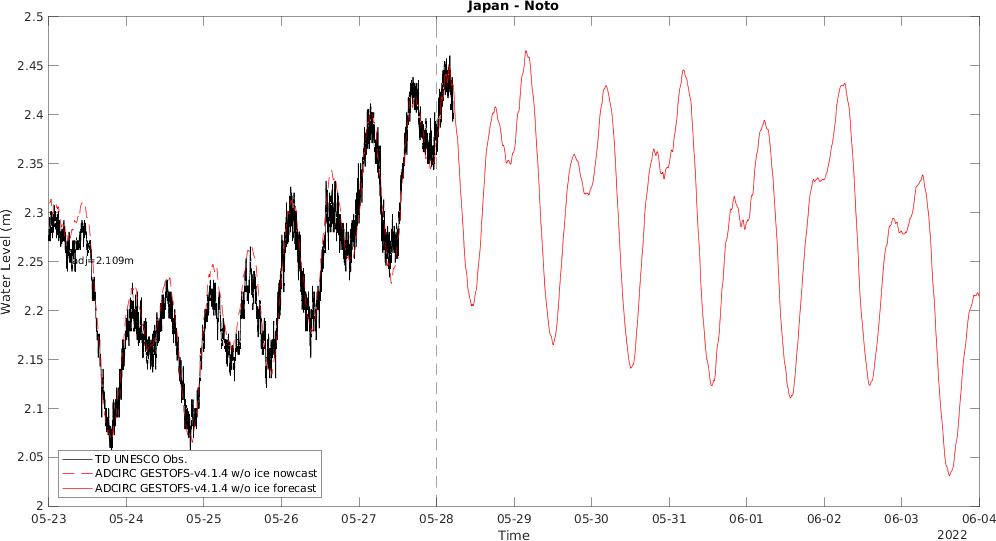 Japan - Noto
Water Level (m)
2.5
2.45
2.4
2.35
2.3
2.25
2.2
2.15
2.1
2.05
2
adj=2.109m
TD UNESCO Obs.
ADCIRC GESTOFS-v4.1.4 w/o ice nowcast
ADCIRC GESTOFS-v4.1.4 w/o ice forecast
05-23 05-24 05-25 05-26 05-27 05-28 05-29 05-30 05-31 06-01 06-02 06-03 06-04
Time
2022